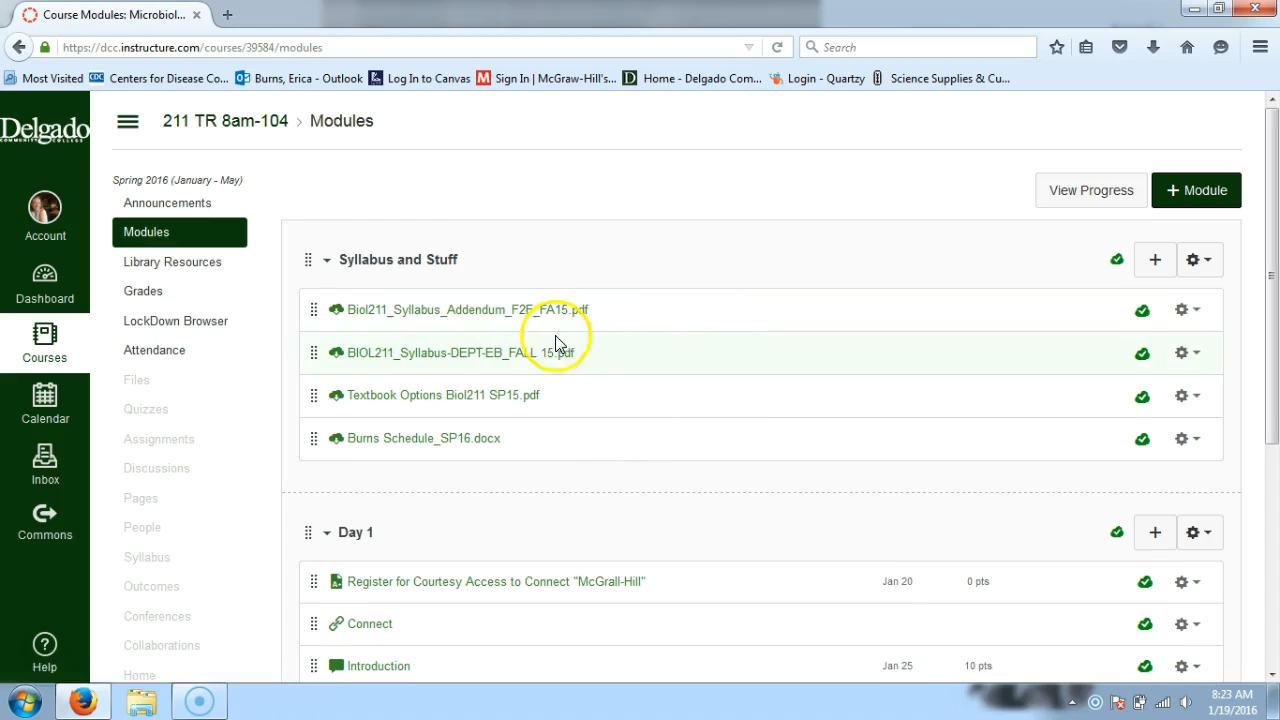 Course Modules: Microbiol...
https://dcc.instructure.com/courses/39584/modules
Search
Most Visited
CDC
Centers for Disease Co...
Burns, Erica - Outlook
Log In to Canvas
M
Sign In | McGraw-Hill's...
D
Home - Delgado Com...
Login - Quartzy
Science Supplies & Cu...
Delgado
COMMUNITY COLLEGE
Account
Dashboard
Courses
Calendar
Inbox
Commons
Help
211 TR 8am-104 > Modules
Spring 2016 (January - May)
Announcements
Modules
Library Resources
Grades
LockDown Browser
Attendance
Files
Quizzes
Assignments
Discussions
Pages
People
Syllabus
Outcomes
Conferences
Collaborations
Home
View Progress
+ Module
Syllabus and Stuff
Biol211_Syllabus_Addendum_F2F_FA15.pdf
BIOL211_Syllabus-DEPT-EB_FALL 15.pdf
Textbook Options Biol211 SP15.pdf
Burns Schedule_SP16.docx
Day 1
Register for Courtesy Access to Connect "McGrall-Hill"
Jan 20
0 pts
Connect
Introduction
Jan 25
10 pts
8:23 AM
1/19/2016